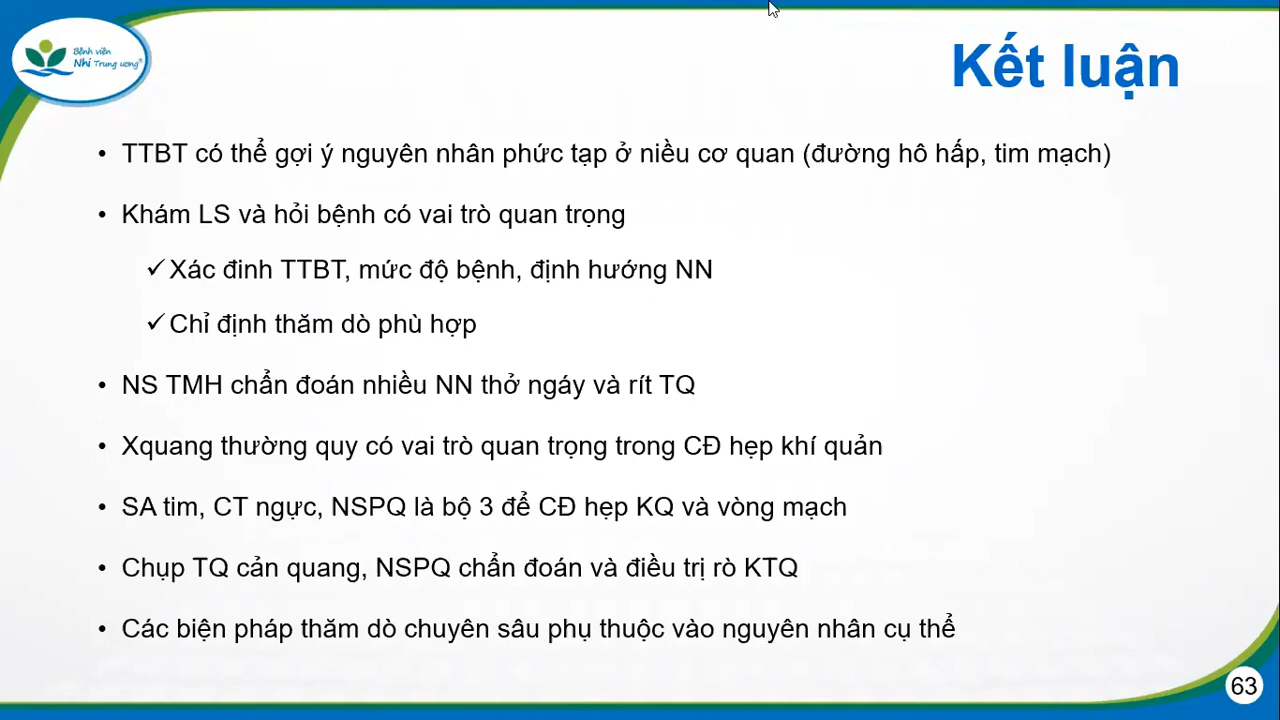 Bệnh viện
Nhi Trung ương®
Kết luận
• TTBT có thể gợi ý nguyên nhân phức tạp ở niều cơ quan (đường hô hấp, tim mạch)
• Khám LS và hỏi bệnh có vai trò quan trọng
✓ Xác đinh TTBT, mức độ bệnh, định hướng NN
✓ Chỉ định thăm dò phù hợp
• NS TMH chẩn đoán nhiều NN thở ngáy và rít TQ
• Xquang thường quy có vai trò quan trọng trong CĐ hẹp khí quản
• SA tim, CT ngực, NSPQ là bộ 3 để CĐ hẹp KQ và vòng mạch
• Chụp TQ cản quang, NSPQ chẩn đoán và điều trị rò KTQ
• Các biện pháp thăm dò chuyên sâu phụ thuộc vào nguyên nhân cụ thể
63